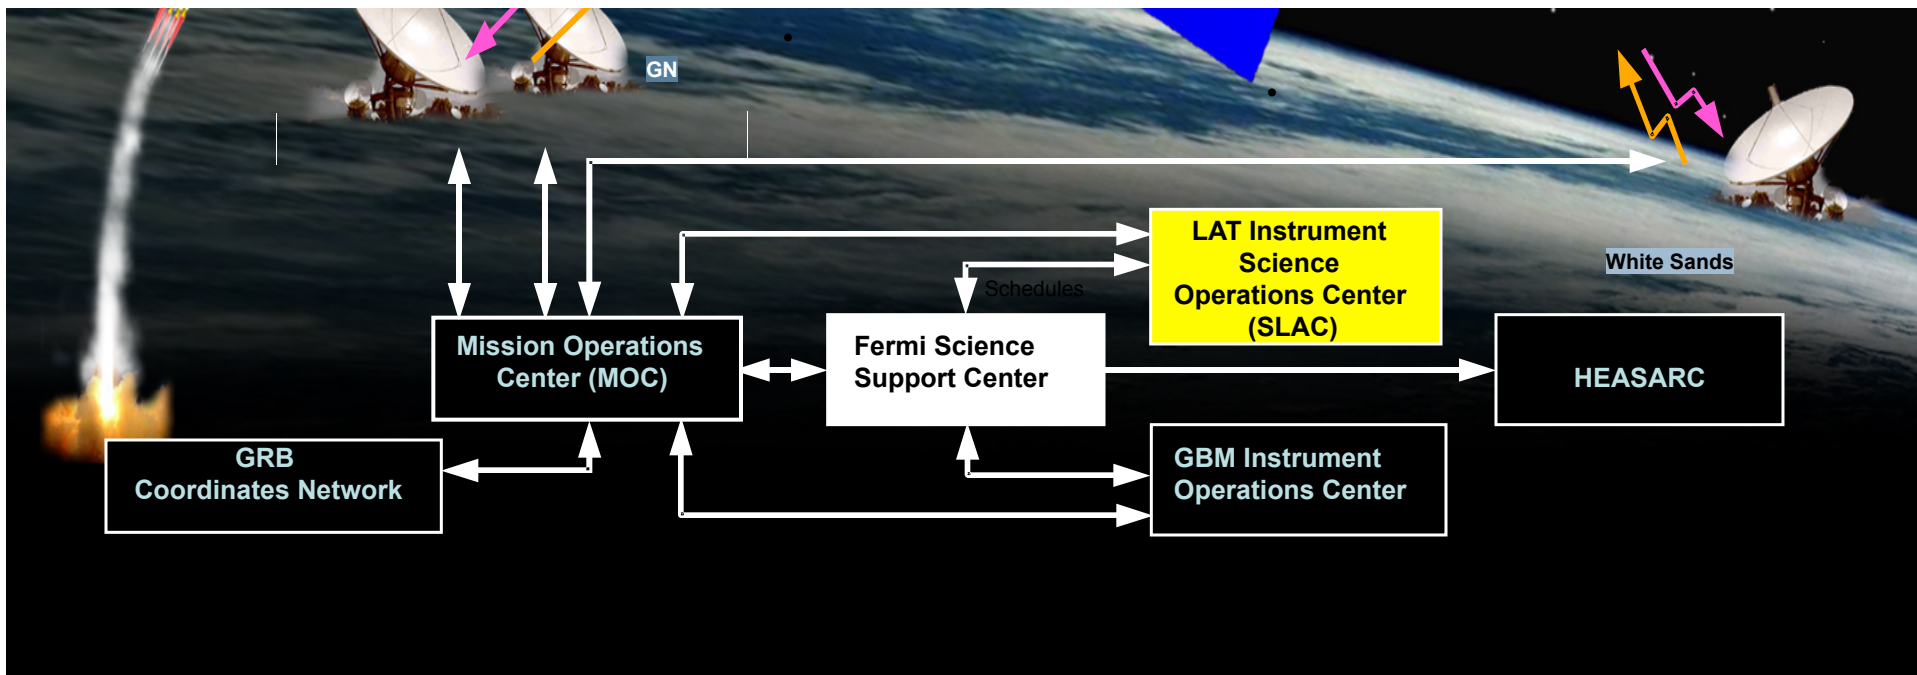 GN
LAT Instrument
Science
Operations Center
(SLAC)
White Sands
Schedules
Mission Operations
Center (MOC)
Fermi Science
Support Center
HEASARC
GRB
Coordinates Network
GBM Instrument
Operations Center